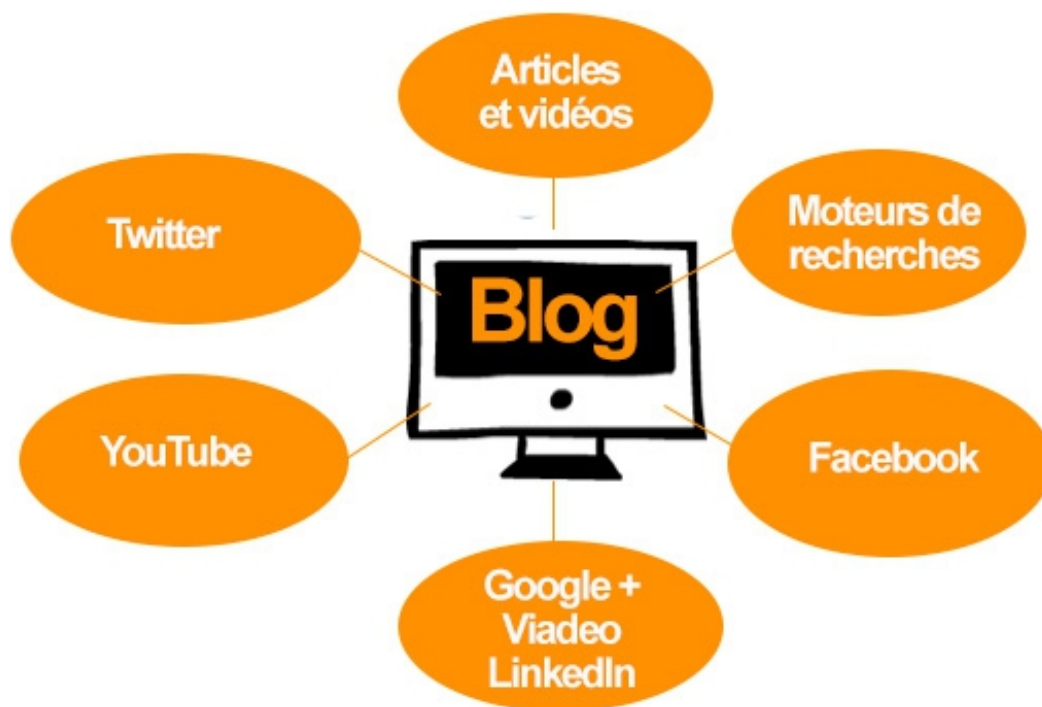 Articles
et vidéos
Twitter
Moteurs de
recherches
Blog
YouTube
Facebook
Google +
Viadeo
LinkedIn